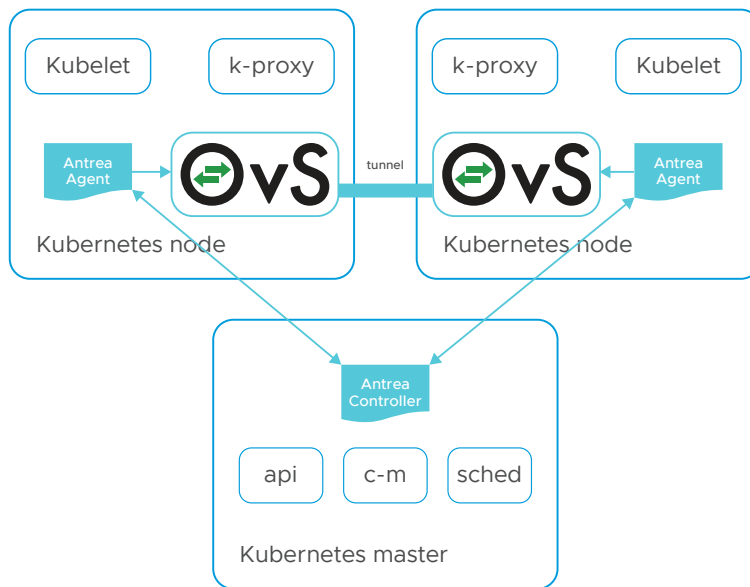 Kubelet
k-proxy
k-proxy
Kubelet
Antrea
Agent
OvS
tunnel
OvS
Antrea
Agent
Kubernetes node
Kubernetes node
Antrea
Controller
api
c-m
sched
Kubernetes master